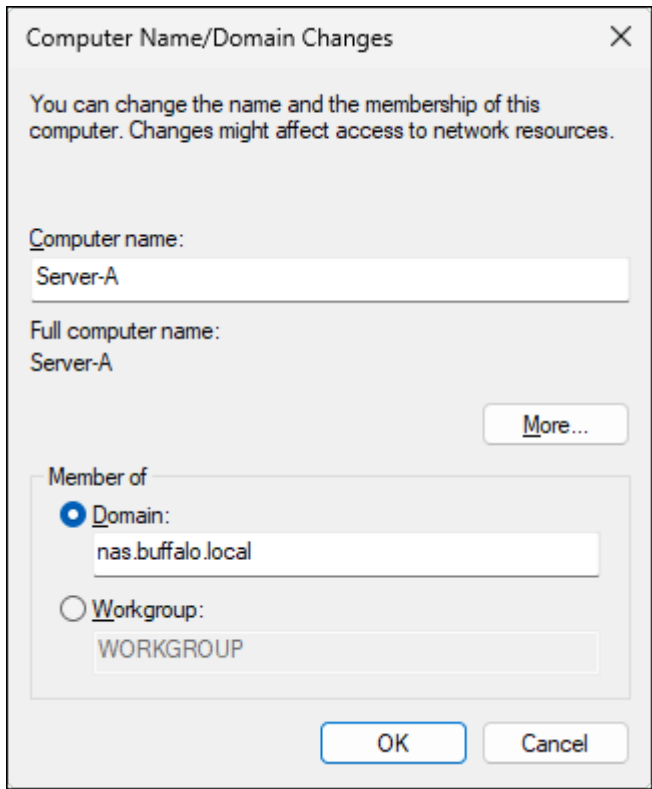 Computer Name/Domain Changes
You can change the name and the membership of this
computer. Changes might affect access to network resources.
Computer name:
Server-A
Full computer name:
Server-A
More...
Member of
Domain:
nas.buffalo.local
Workgroup:
WORKGROUP
OK Cancel